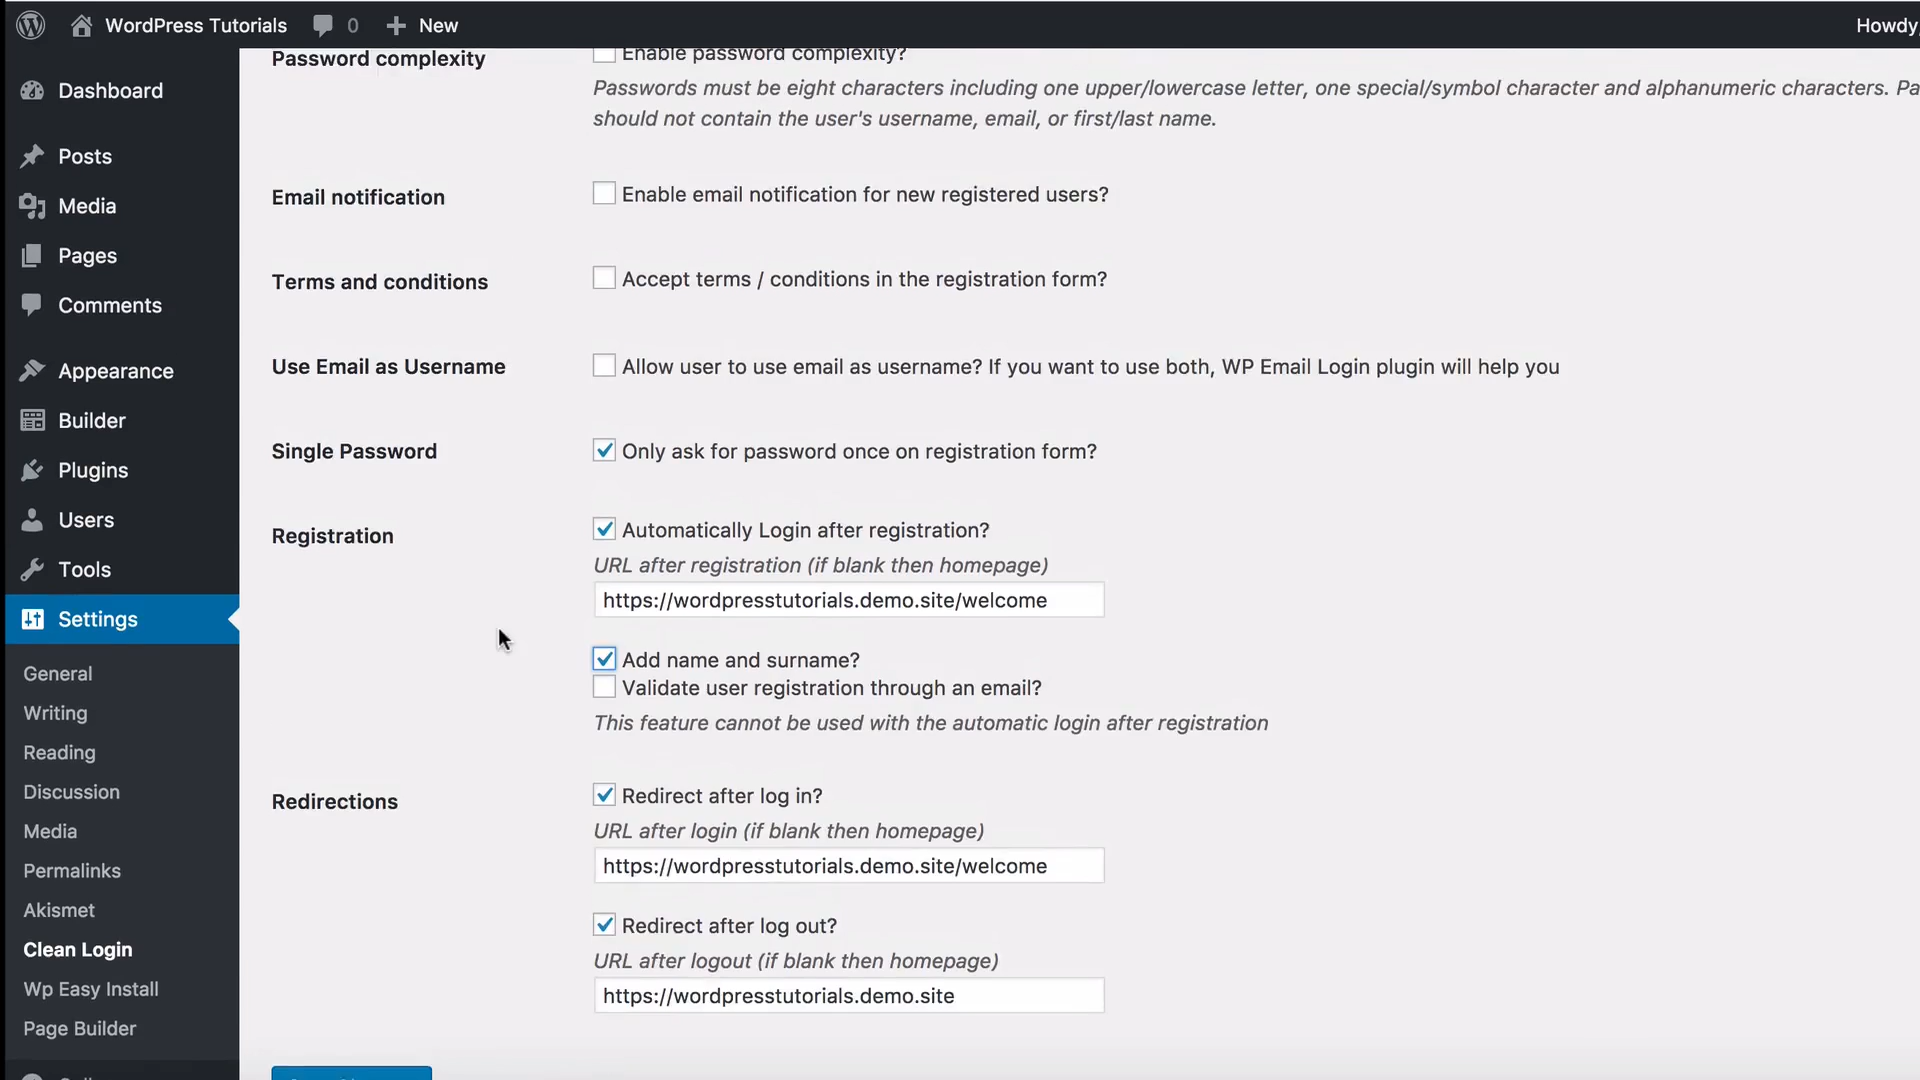 WordPress Tutorials 0 New Howdy,
Dashboard
Posts
Media
Pages
Comments
Appearance
Builder
Plugins
Users
Tools
Settings
General
Writing
Reading
Discussion
Media
Permalinks
Akismet
Clean Login
Wp Easy Install
Page Builder
Password complexity Enable password complexity?
Passwords must be eight characters including one upper/lowercase letter, one special/symbol character and alphanumeric characters. Pa
should not contain the user's username, email, or first/last name.
Email notification Enable email notification for new registered users?
Terms and conditions Accept terms / conditions in the registration form?
Use Email as Username Allow user to use email as username? If you want to use both, WP Email Login plugin will help you
Single Password Only ask for password once on registration form?
Registration Automatically Login after registration?
URL after registration (if blank then homepage)
https://wordpresstutorials.demo.site/welcome
Add name and surname?
Validate user registration through an email?
This feature cannot be used with the automatic login after registration
Redirections Redirect after log in?
URL after login (if blank then homepage)
https://wordpresstutorials.demo.site/welcome
Redirect after log out?
URL after logout (if blank then homepage)
https://wordpresstutorials.demo.site